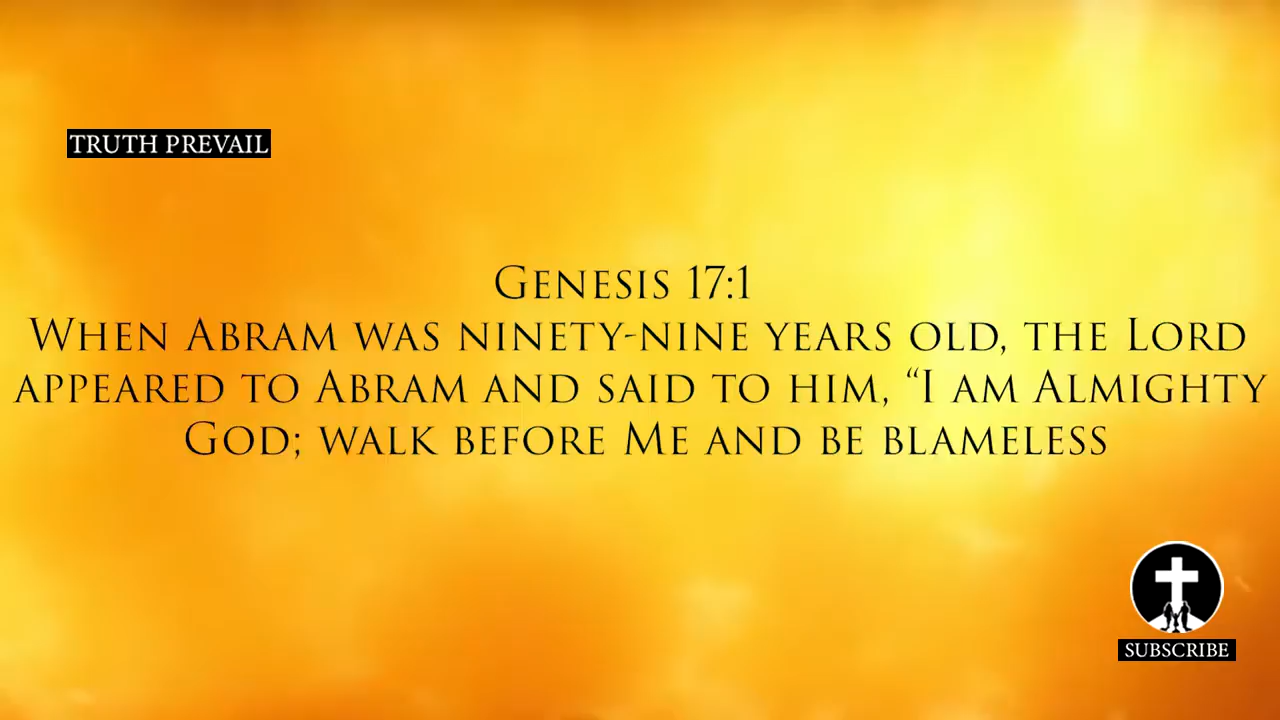 TRUTH PREVAIL
Genesis 17:1
When Abram was ninety-nine years old, the Lord
appeared to Abram and said to him, “I am Almighty
God; walk before Me and be blameless
SUBSCRIBE